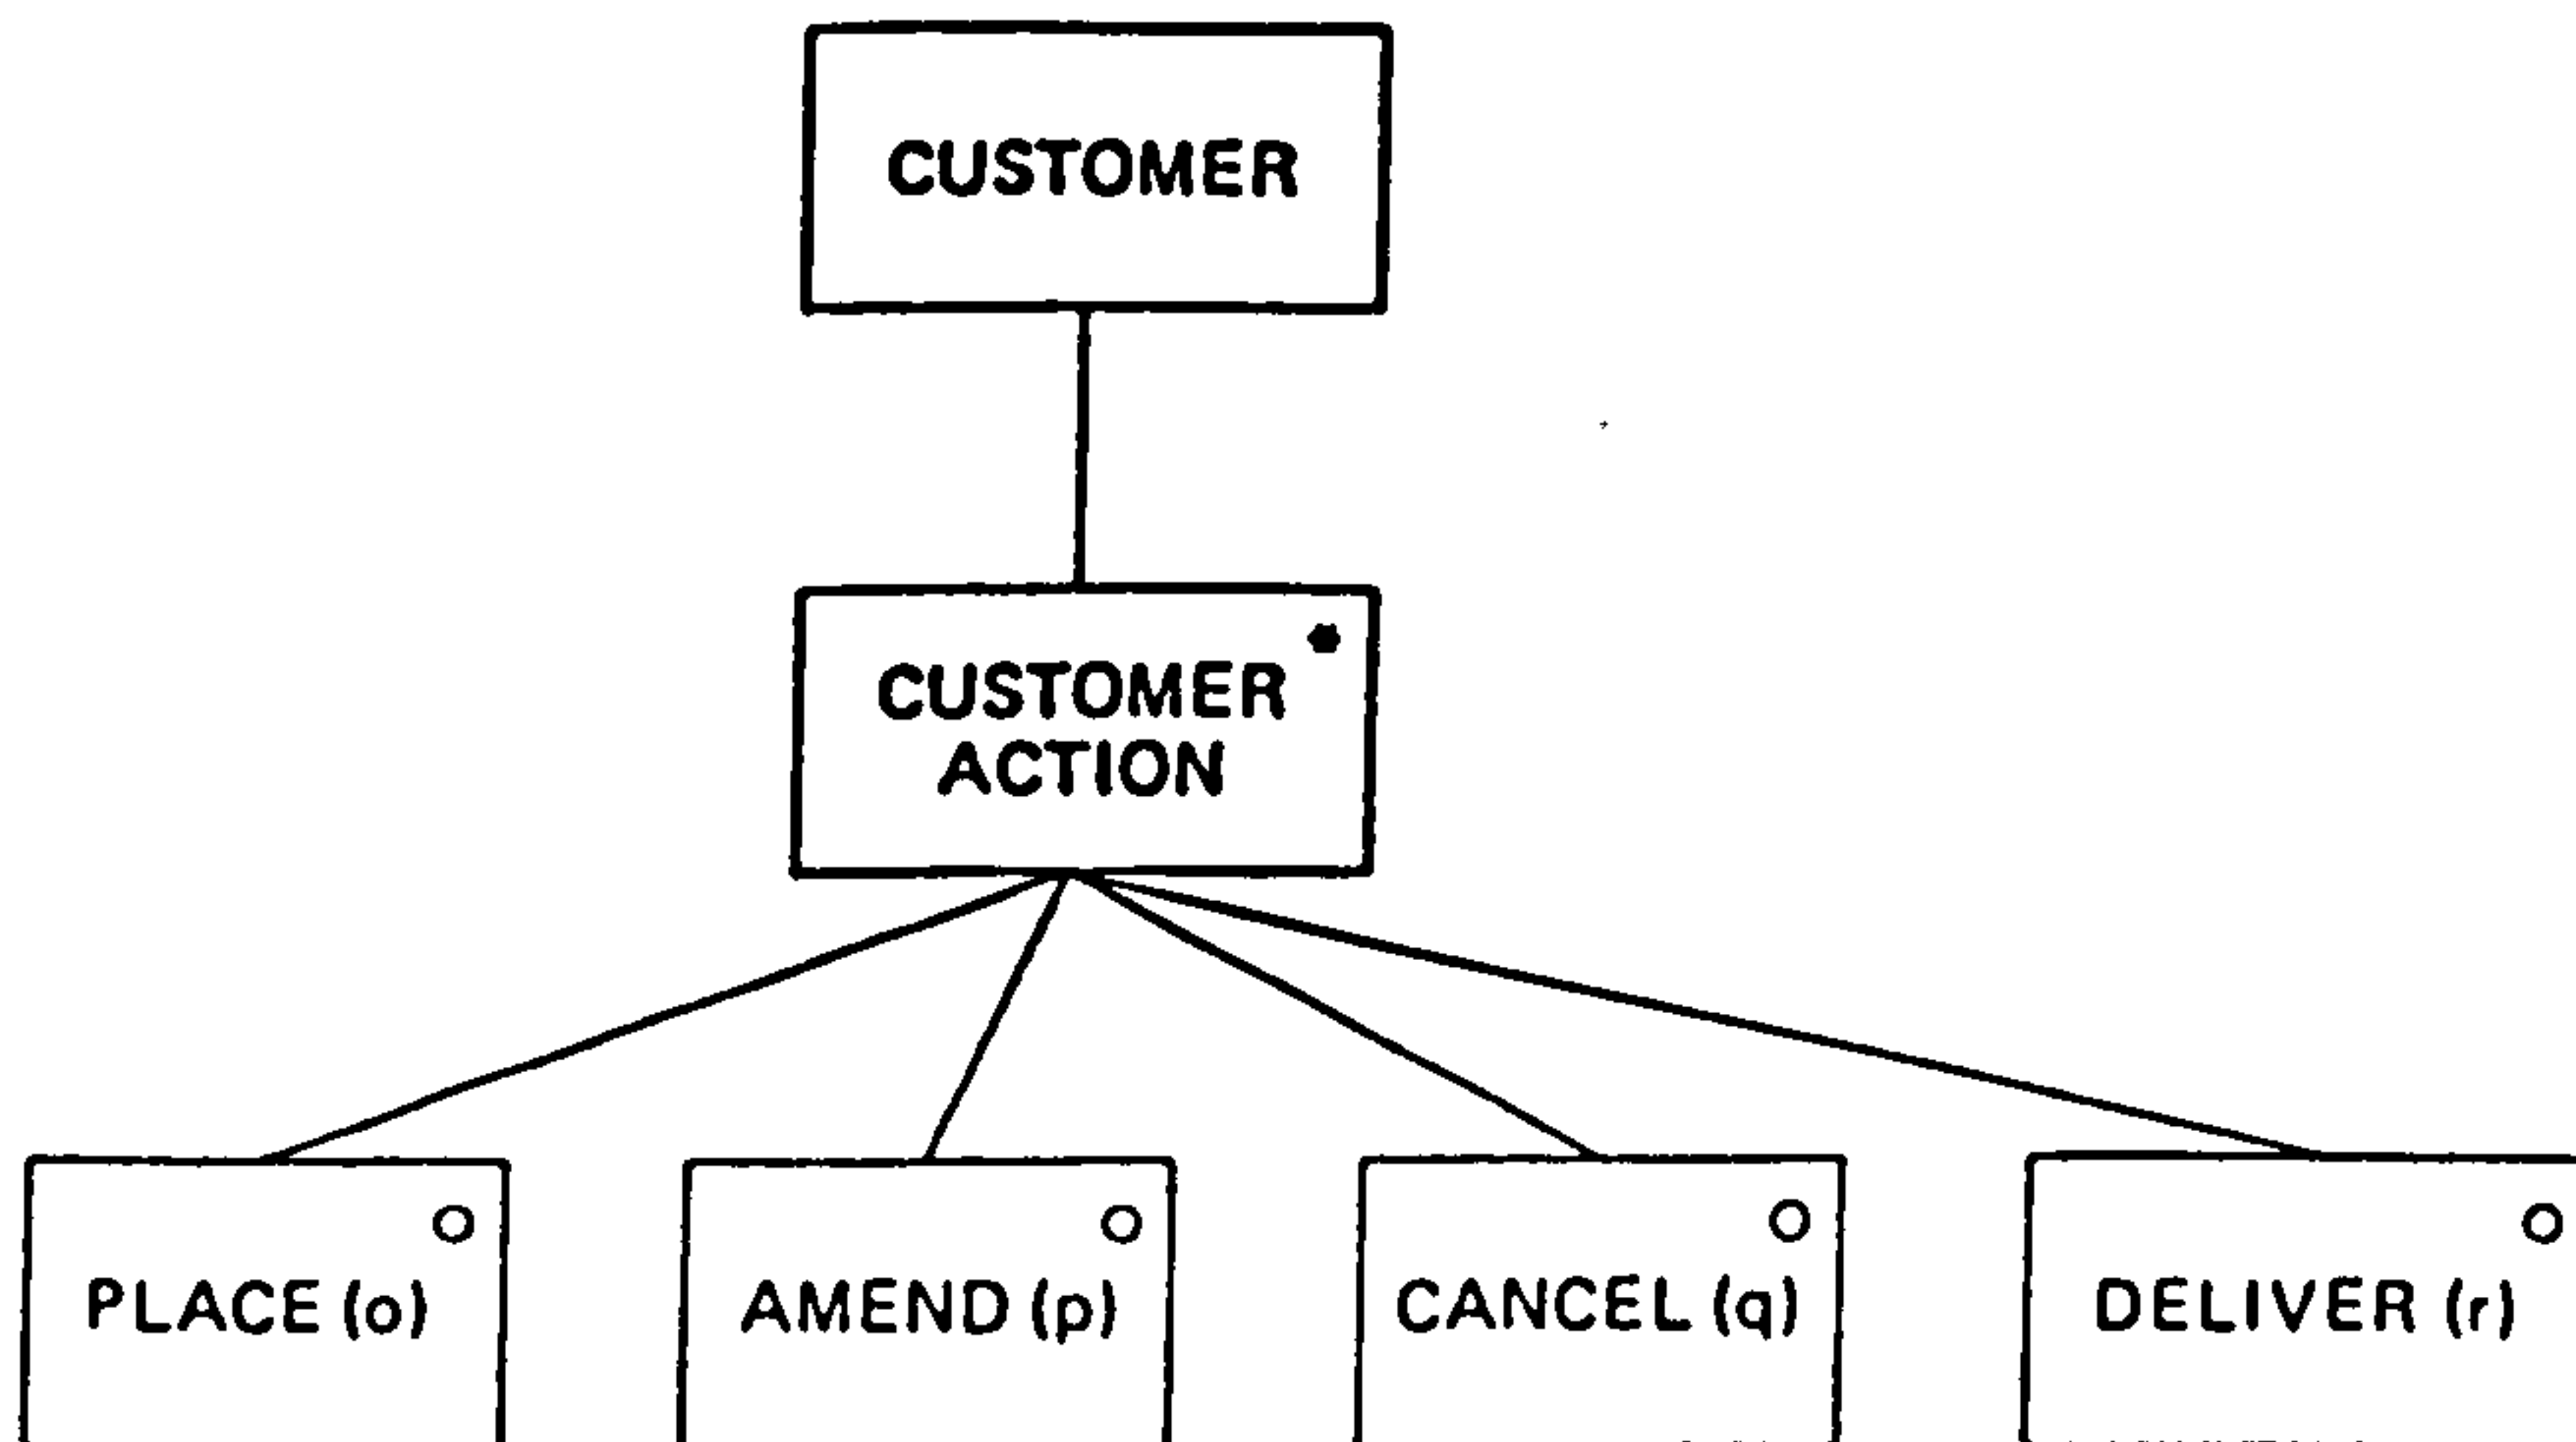 CUSTOMER
CUSTOMER
ACTION
PLACE (o)
AMEND (p)
CANCEL (q)
DELIVER (r)